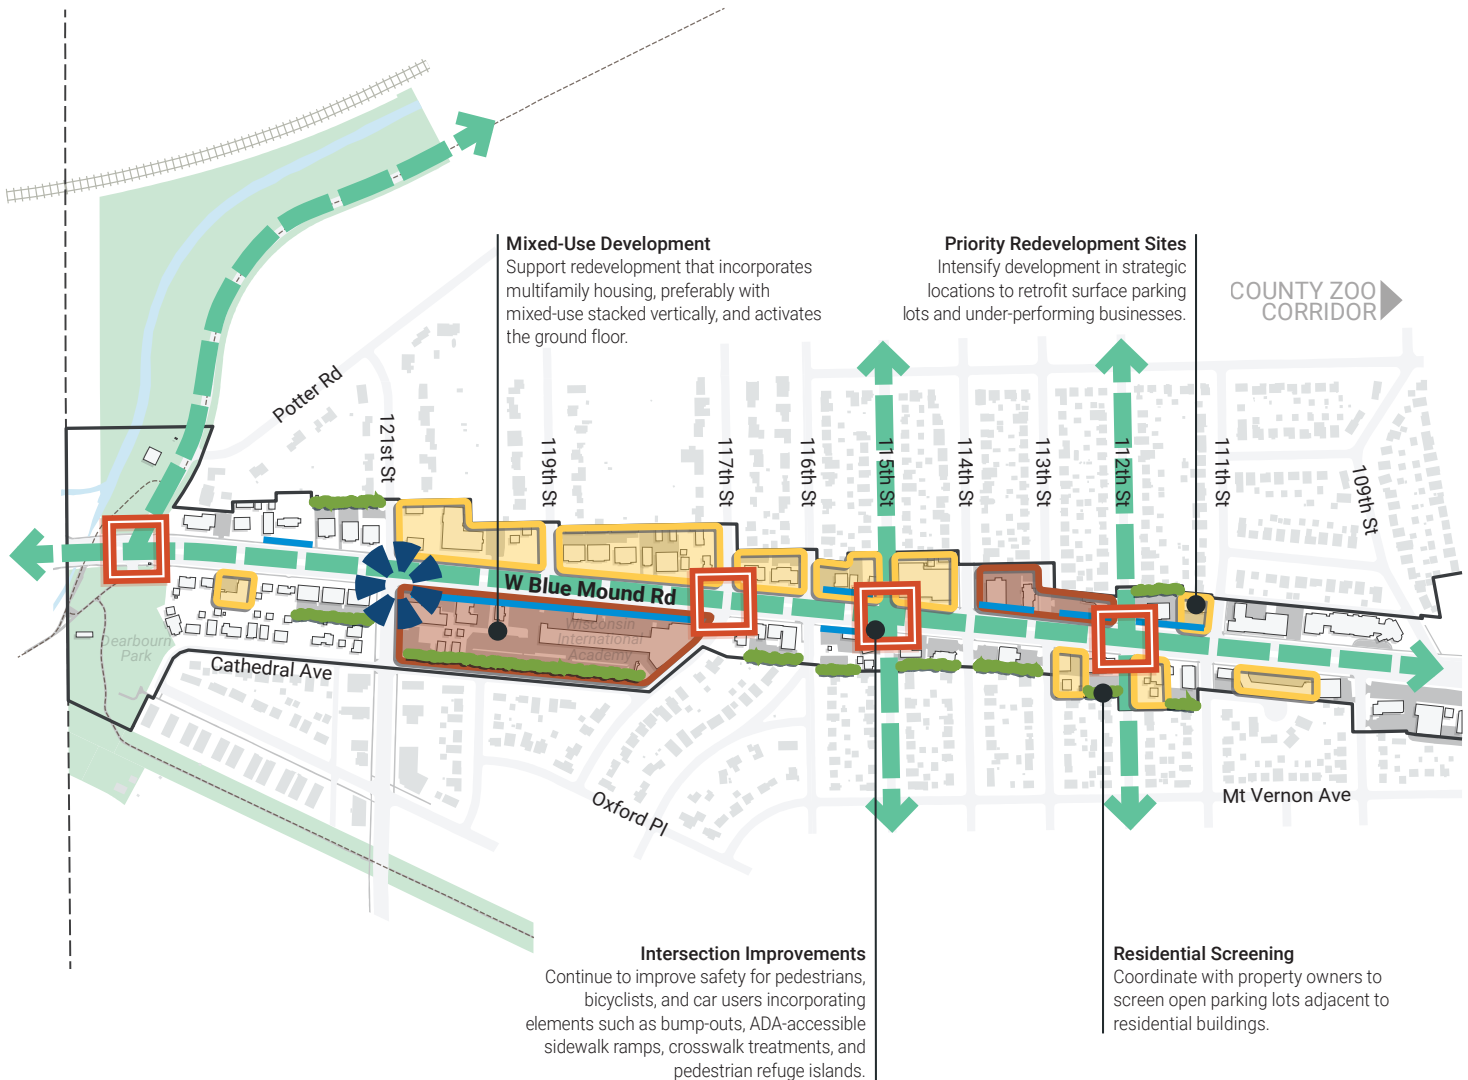 Mixed-Use Development
Support redevelopment that incorporates
multifamily housing, preferably with
mixed-use stacked vertically, and activates
the ground floor.
Priority Redevelopment Sites
Intensify development in strategic
locations to retrofit surface parking
lots and under-performing businesses.
COUNTY ZOO
CORRIDOR
Potter Rd
121st St
119th St
117th St
116th St
115th St
114th St
113th St
112th St
111th St
109th St
W Blue Mound Rd
Wisconsin
International
Academy
Dearbourn
Park
Cathedral Ave
Oxford Pl
Mt Vernon Ave
Intersection Improvements
Continue to improve safety for pedestrians,
bicyclists, and car users incorporating
elements such as bump-outs, ADA-accessible
sidewalk ramps, crosswalk treatments, and
pedestrian refuge islands.
Residential Screening
Coordinate with property owners to
screen open parking lots adjacent to
residential buildings.